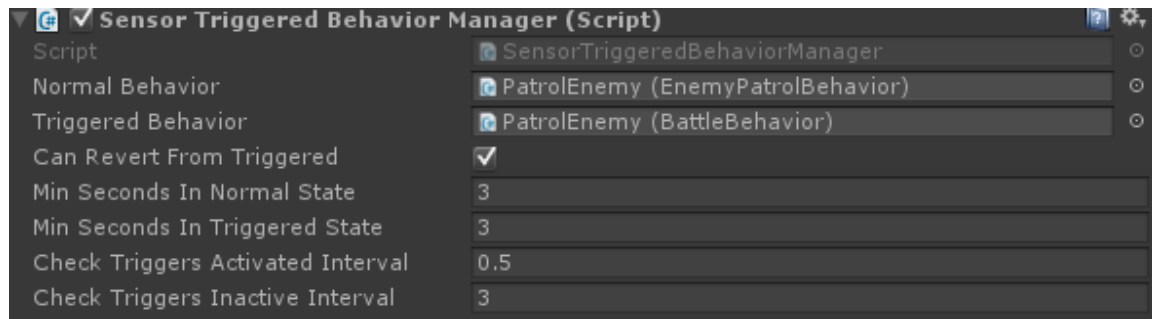 Sensor Triggered Behavior Manager (Script)
Script SensorTriggeredBehaviorManager
Normal Behavior PatrolEnemy (EnemyPatrolBehavior)
Triggered Behavior PatrolEnemy (BattleBehavior)
Can Revert From Triggered
Min Seconds In Normal State 3
Min Seconds In Triggered State 3
Check Triggers Activated Interval 0.5
Check Triggers Inactive Interval 3